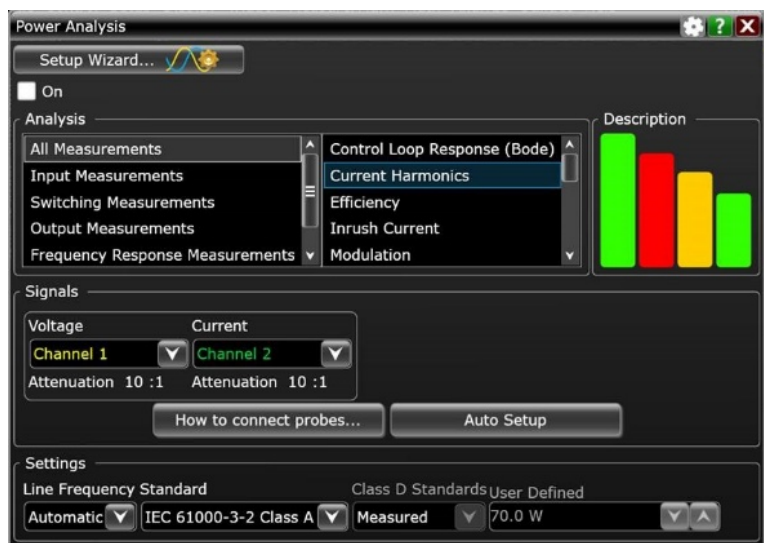 Power Analysis
?
X
Setup Wizard...
On
Analysis
All Measurements
Input Measurements
Switching Measurements
Output Measurements
Frequency Response Measurements
Control Loop Response (Bode)
Current Harmonics
Efficiency
Inrush Current
Modulation
Description
Signals
Voltage Current
Channel 1 Channel 2
Attenuation 10 :1 Attenuation 10 :1
How to connect probes... Auto Setup
Settings
Line Frequency Standard Class D Standards User Defined
Automatic IEC 61000-3-2 Class A Measured 70.0 W